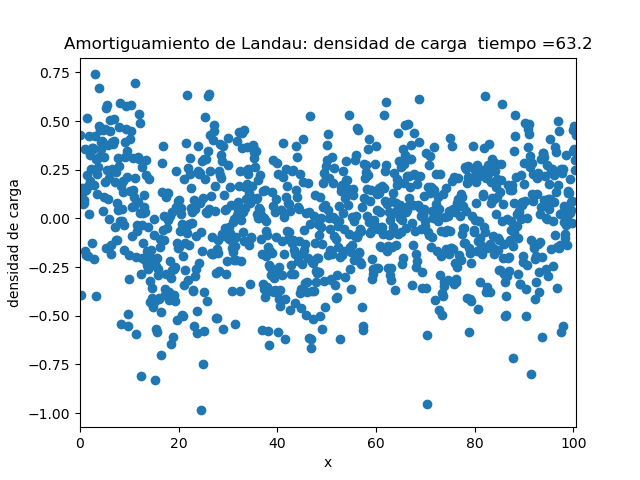 Amortiguamiento de Landau: densidad de carga  tiempo =63.2
0.75
0.50
0.25
0.00
−0.25
−0.50
−0.75
−1.00
densidad de carga
0 20 40 60 80 100
x